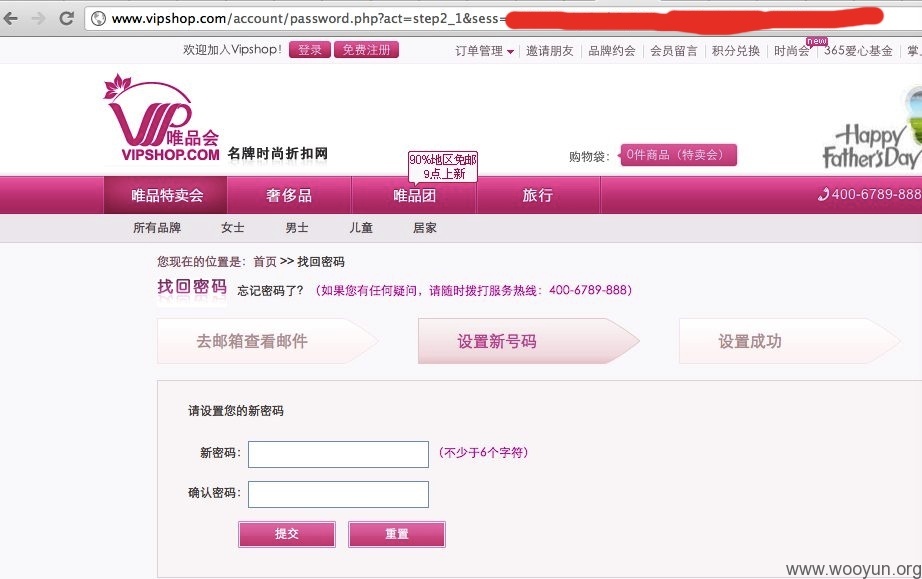 www.vipshop.com/account/password.php?act=step2_1&sess=
欢迎加入Vipshop! 登录 免费注册 订单管理 邀请朋友 品牌约会 会员留言 积分兑换 时尚会 new 365爱心基金 掌
VIP唯品会
VIPSHOP.COM 名牌时尚折扣网
90%地区免邮
9点上新
购物袋: 0件商品（特卖会）
Happy
Father'sDay
唯品特卖会 奢侈品 唯品团 旅行 400-6789-888
所有品牌 女士 男士 儿童 居家
您现在的位置是: 首页 >> 找回密码
找回密码 忘记密码了? （如果您有任何疑问，请随时拨打服务热线: 400-6789-888）
去邮箱查看邮件 设置新号码 设置成功
请设置您的新密码
新密码: （不少于6个字符）
确认密码:
提交 重置
www.wooyun.org